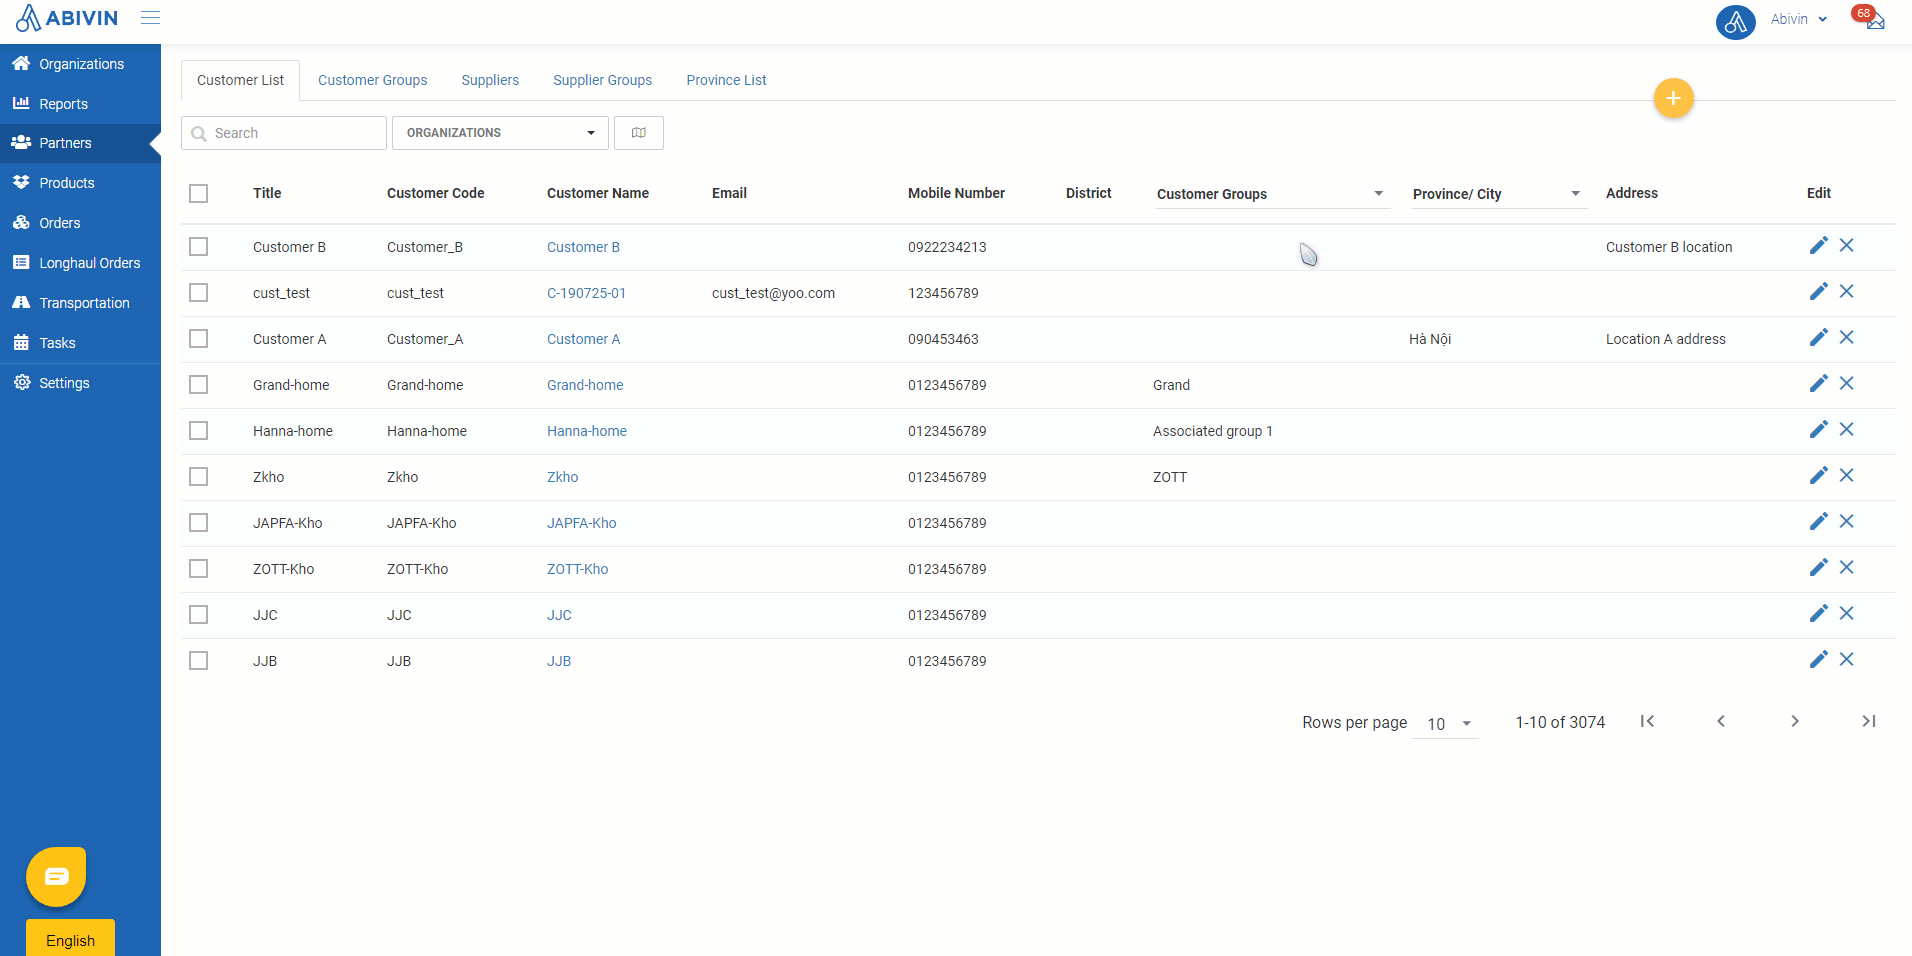 ABIVIN
Abivin
68
Organizations
Reports
Partners
Products
Orders
Longhaul Orders
Transportation
Tasks
Settings
English
Customer List Customer Groups Suppliers Supplier Groups Province List
+
Search ORGANIZATIONS
Title Customer Code Customer Name Email Mobile Number District Customer Groups Province/ City Address Edit
Customer B Customer_B Customer B 0922234213 Customer B location
cust_test cust_test C-190725-01 cust_test@yoo.com 123456789
Customer A Customer_A Customer A 090453463 Hà Nội Location A address
Grand-home Grand-home Grand-home 0123456789 Grand
Hanna-home Hanna-home Hanna-home 0123456789 Associated group 1
Zkho Zkho Zkho 0123456789 ZOTT
JAPFA-Kho JAPFA-Kho JAPFA-Kho 0123456789
ZOTT-Kho ZOTT-Kho ZOTT-Kho 0123456789
JJC JJC JJC 0123456789
JJB JJB JJB 0123456789
Rows per page 10 1-10 of 3074